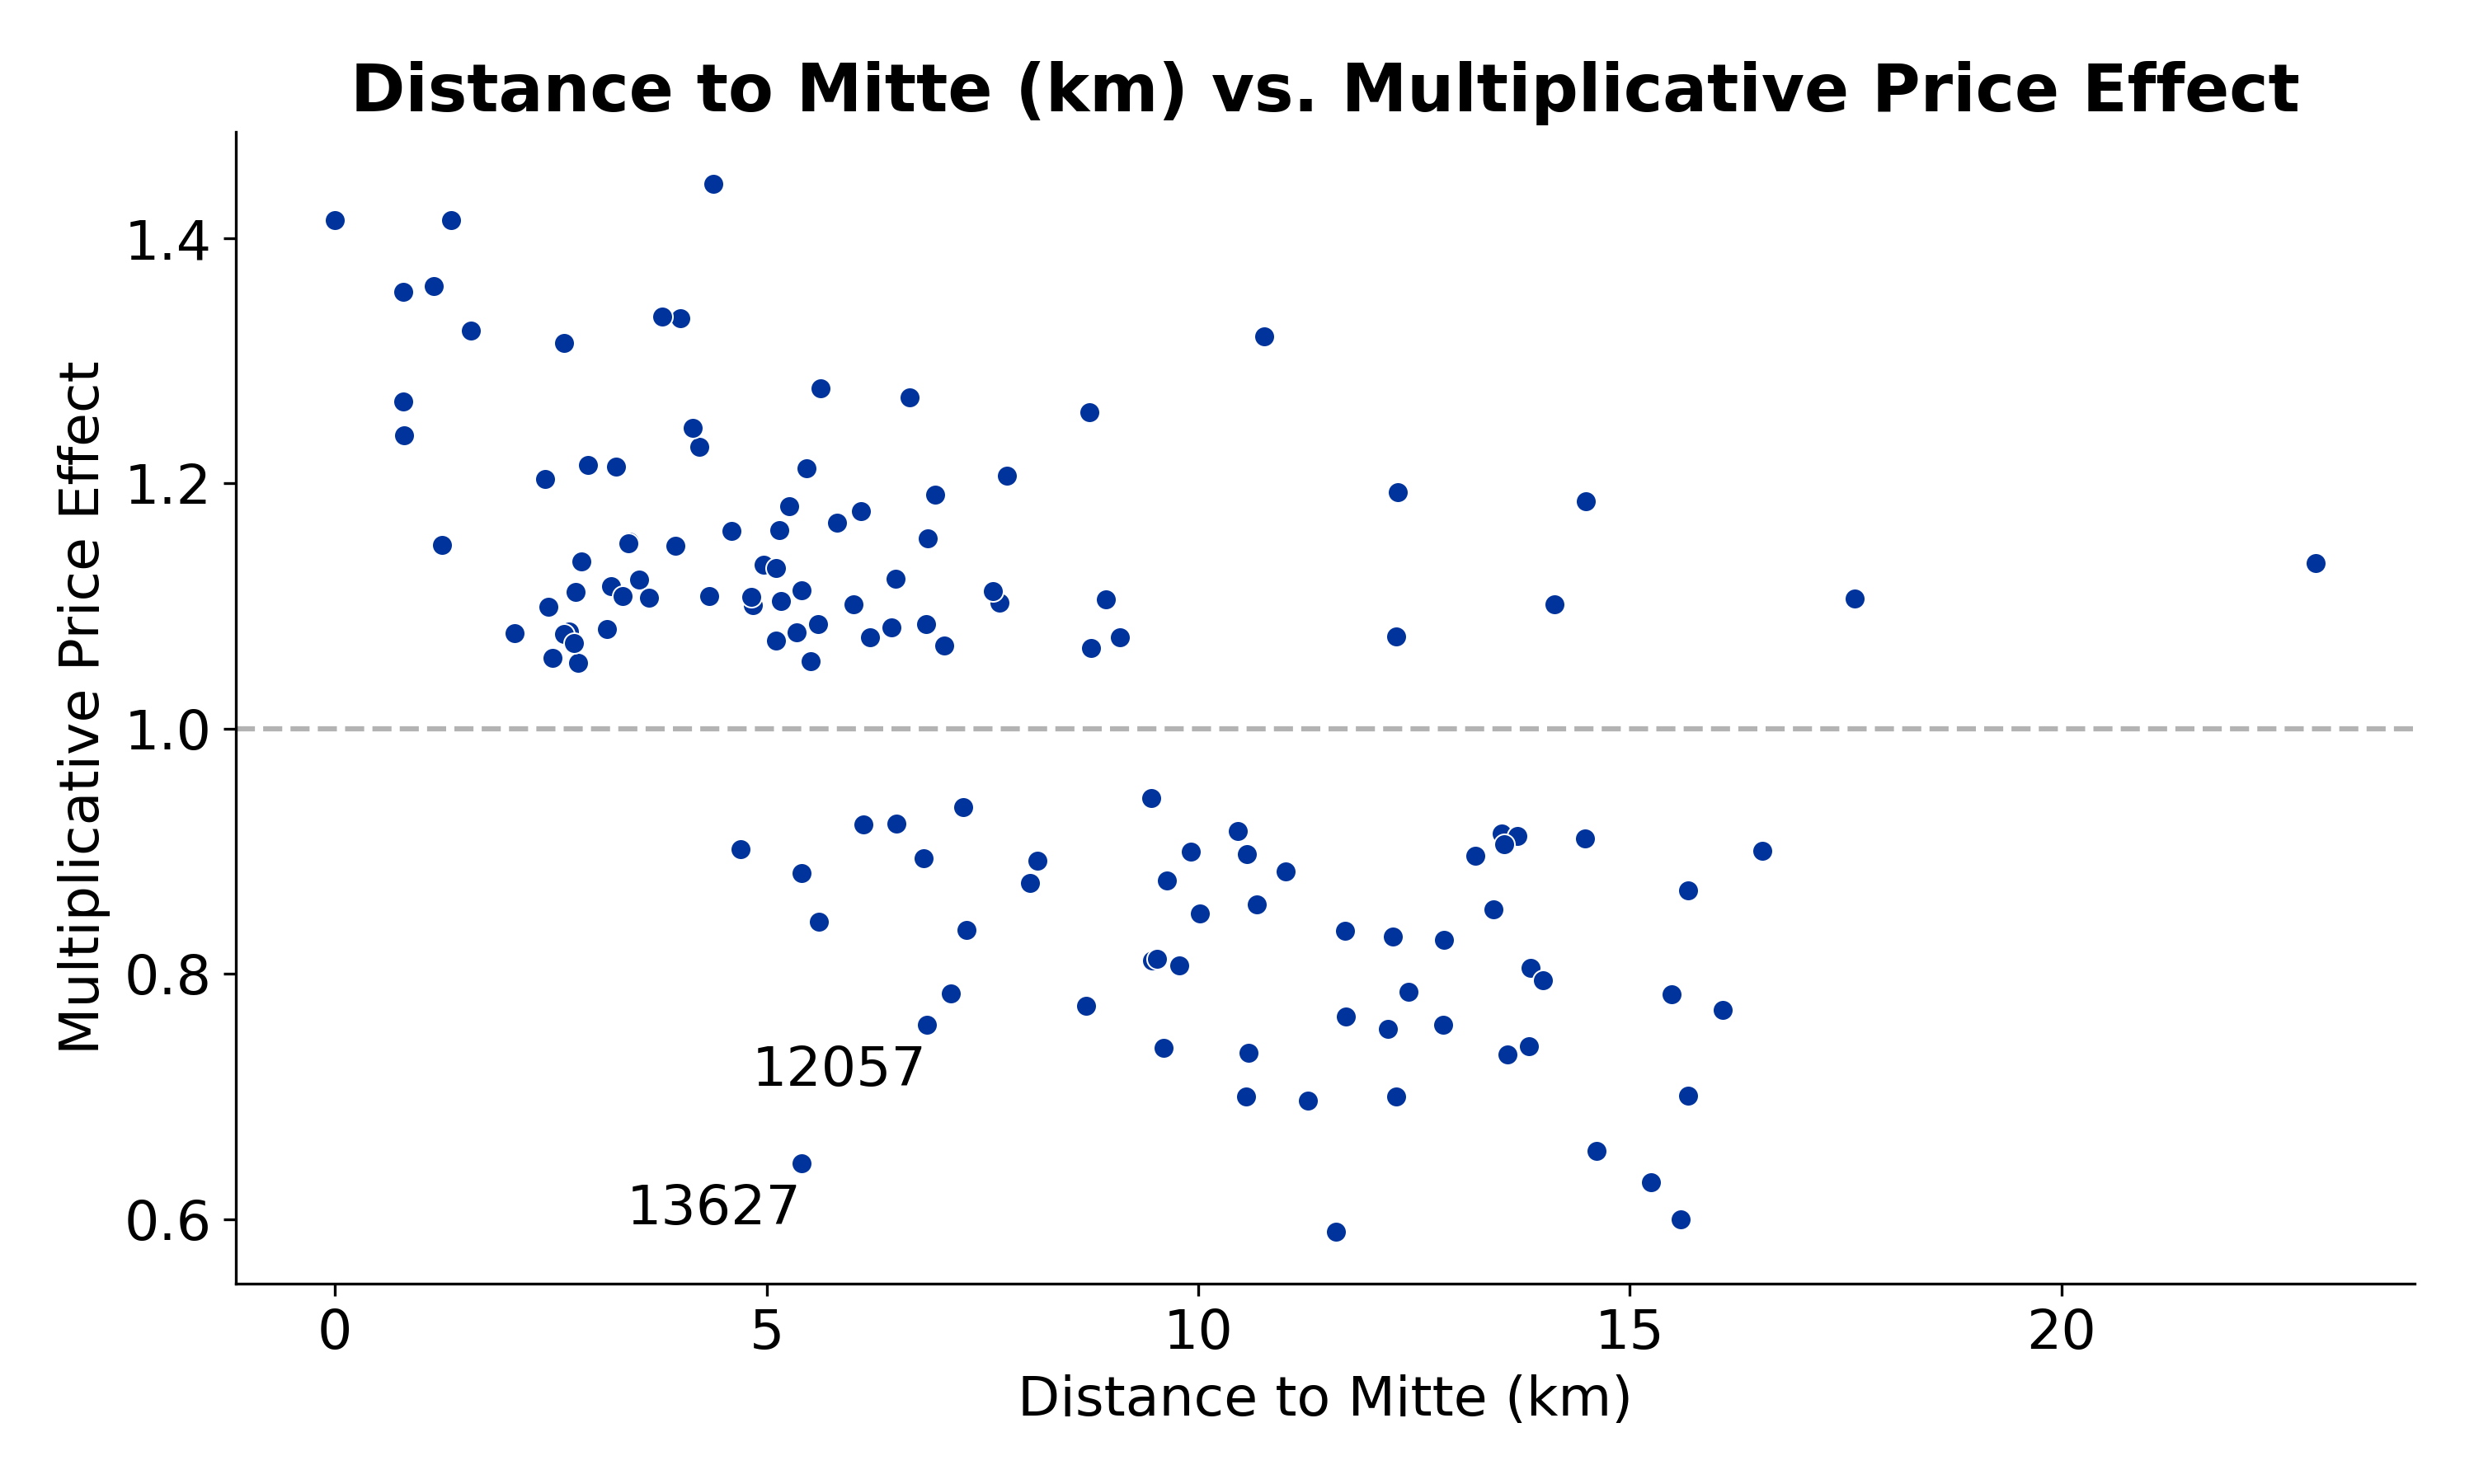 Distance to Mitte (km) vs. Multiplicative Price Effect
Multiplicative Price Effect
1.4
1.2
1.0
0.8
0.6
12057
13627
0 5 10 15 20
Distance to Mitte (km)